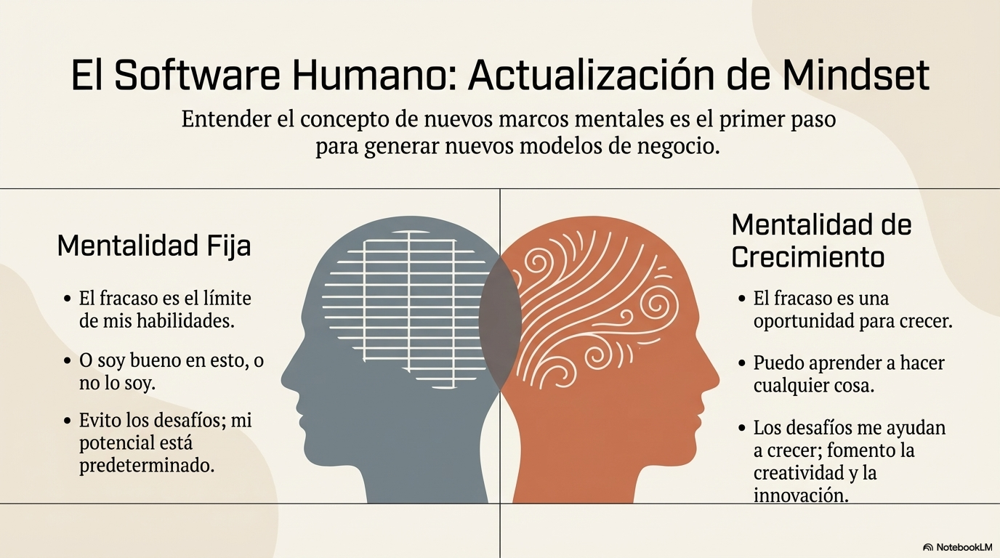 El Software Humano: Actualización de Mindset
Entender el concepto de nuevos marcos mentales es el primer paso
para generar nuevos modelos de negocio.
Mentalidad Fija
• El fracaso es el límite
de mis habilidades.
• O soy bueno en esto, o
no lo soy.
• Evito los desafíos; mi
potencial está
predeterminado.
Mentalidad de
Crecimiento
• El fracaso es una
oportunidad para crecer.
• Puedo aprender a hacer
cualquier cosa.
• Los desafíos me ayudan
a crecer; fomento la
creatividad y la
innovación.
NotebookLM